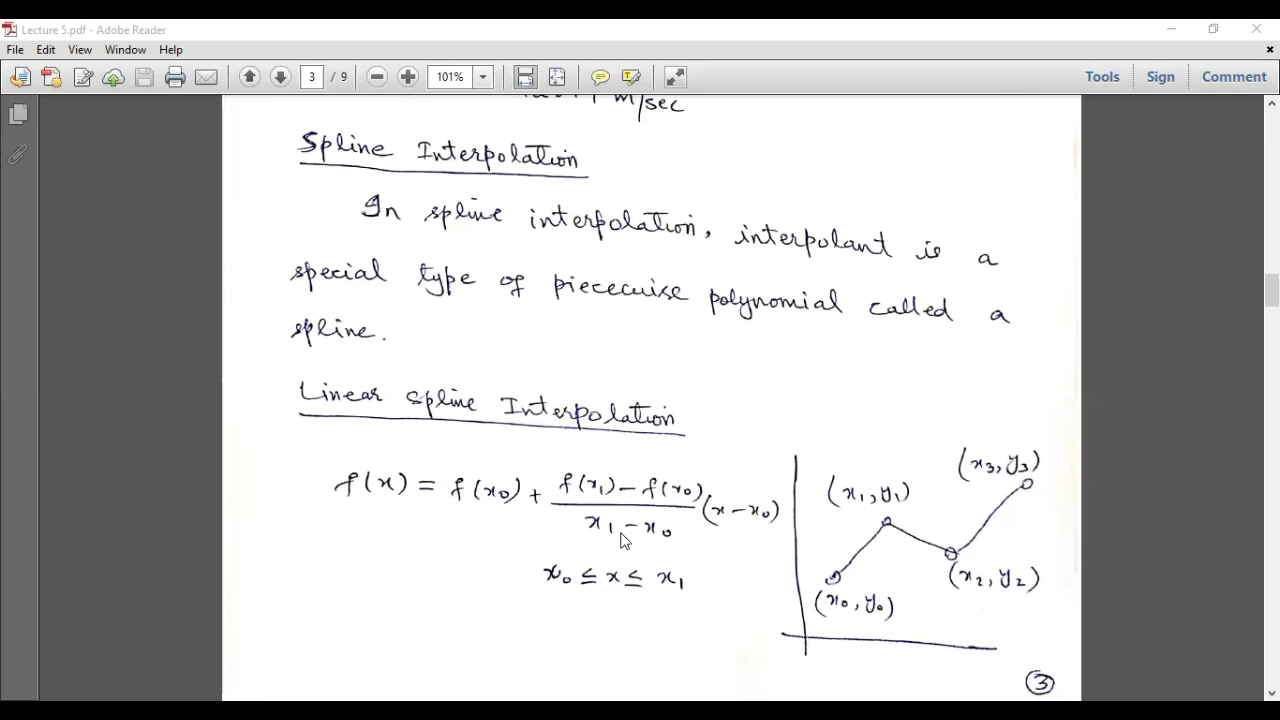 Lecture 5.pdf - Adobe Reader
File Edit View Window Help
3 / 9 101% Tools Sign Comment
m/sec
Spline Interpolation
In spline interpolation, interpolant is a
special type of piecewise polynomial called a
spline.
Linear spline Interpolation
f(x) = f(x₀) + f(x₁) – f(x₀) / x₁ – x₀ (x – x₀)
x₀ ≤ x ≤ x₁
(x₃, y₃)
(x₁, y₁)
(x₂, y₂)
(x₀, y₀)
3